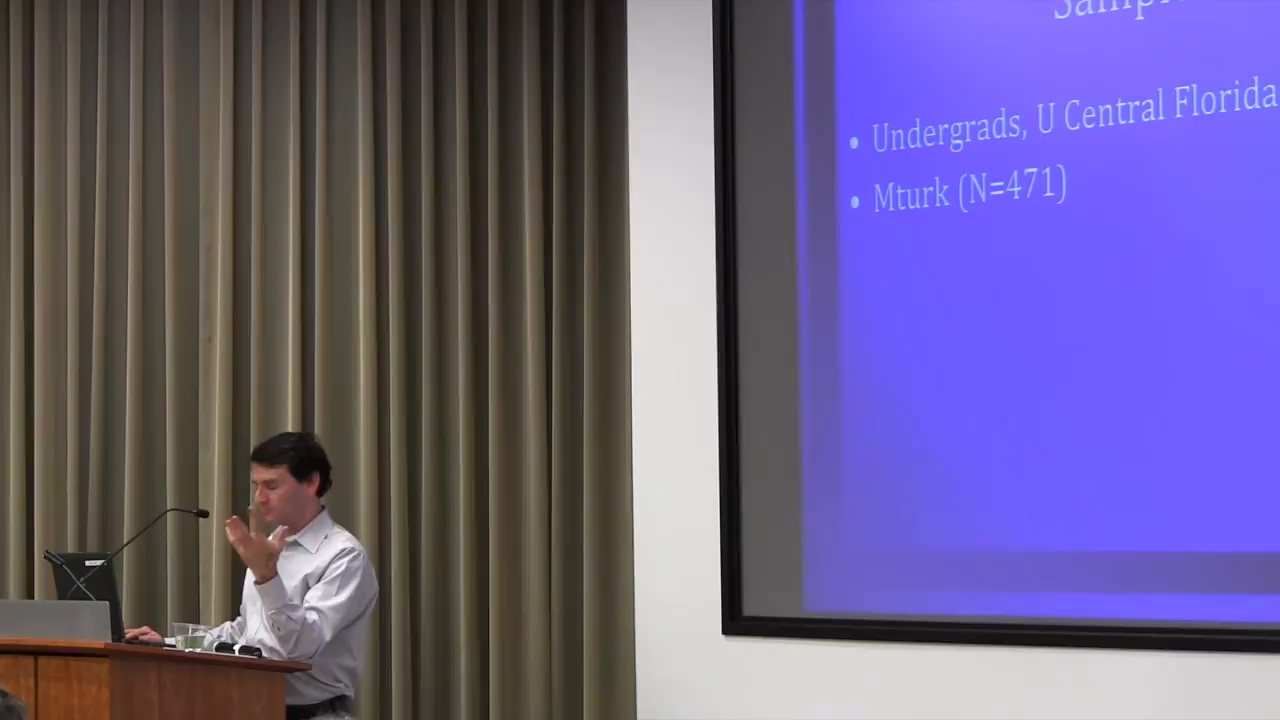 • Undergrads, U Central Florida
• Mturk (N=471)